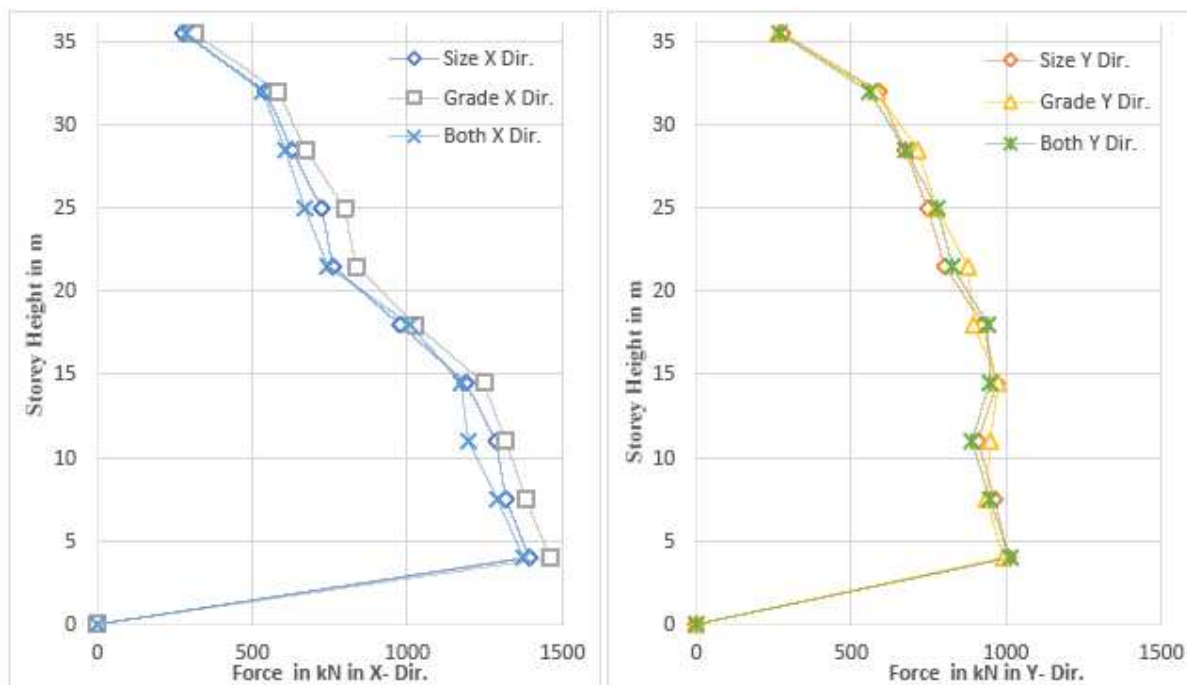 35
30
25
20
15
10
5
0
Storey Height in m
Size X Dir.
Grade X Dir.
Both X Dir.
0 500 1000 1500
Force in kN in X- Dir.
35
30
25
20
15
10
5
0
Storey Height in m
Size Y Dir.
Grade Y Dir.
Both Y Dir.
0 500 1000 1500
Force in kN in Y- Dir.